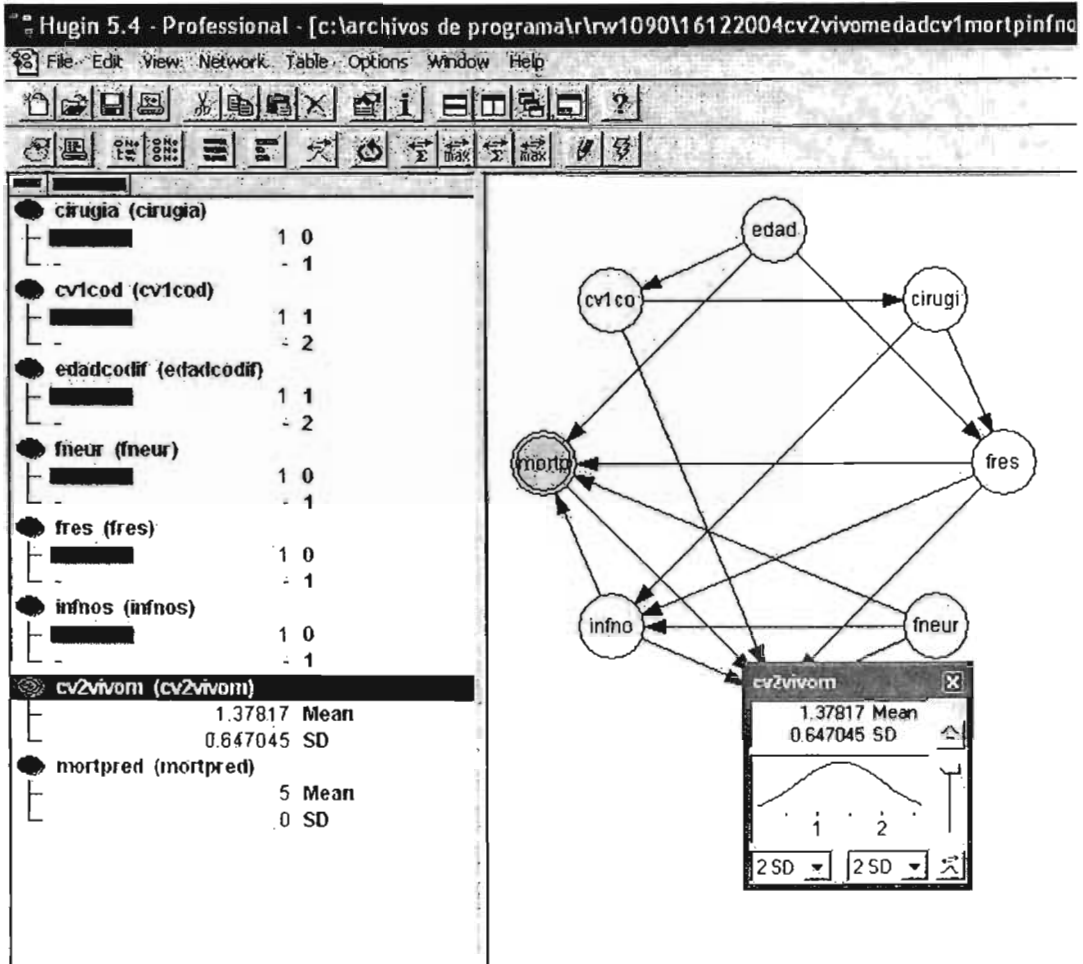 Hugin 5.4 - Professional - [c:\archivos de programa\r\rw1090\16122004cv2vivomedadcv1mortpinfno
File Edit View Network Table Options Window Help
cirugia (cirugia)
1 0
- - 1
cv1cod (cv1cod)
1 1
- - 2
edadcodif (edadcodif)
1 1
- - 2
fneur (fneur)
1 0
- - 1
fres (fres)
1 0
- - 1
infnos (infnos)
1 0
- - 1
cv2vivom (cv2vivom)
1.37817 Mean
0.647045 SD
mortpred (mortpred)
5 Mean
0 SD
edad
cv1co
cirugi
mortp
fres
infno
fneur
cv2vivom
1.37817 Mean
0.647045 SD
1 2
2 SD 2 SD